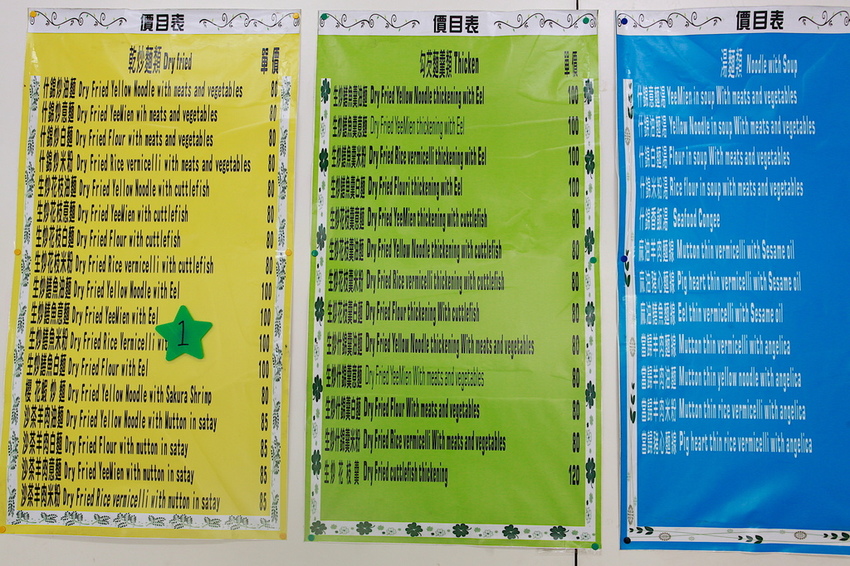 價目表
乾炒麵類 Dry fried 單價
什錦炒油麵 Dry Fried Yellow Noodle with meats and vegetables 80
什錦炒意麵 Dry Fried YeeMien wih meats and vegetables 80
什錦炒白麵 Dry Fried Flour with meats and vegetables 80
什錦炒米粉 Dry Fried Rice vermicelli with meats and vegetables 80
生炒花枝油麵 Dry Fried Yellow Noodle with cuttlefish 80
生炒花枝意麵 Dry Fried YeeMien with cuttlefish 80
生炒花枝白麵 Dry Fried Flour with cuttlefish 80
生炒花枝米粉 Dry Fried Rice vermicelli with cuttlefish 80
生炒鱔魚油麵 Dry Fried Yellow Noodle with Eel 100
生炒鱔魚意麵 Dry Fried YeeMien with Eel 100
生炒鱔魚米粉 Dry Fried Rice Vermicelli 100
生炒鱔魚白麵 Dry Fried Flour with Eel 100
櫻花蝦炒麵 Dry Fried Yellow Noodle with Sakura Shrimp 80
沙茶羊肉油麵 Dry Fried Yellow Noodle with Mutton in satay 85
沙茶羊肉白麵 Dry Fried Flour with mutton in satay 85
沙茶羊肉意麵 Dry Fried YeeMien with mutton in satay 85
沙茶羊肉米粉 Dry Fried Rice vermicelli with mutton in satay 85
1
價目表
勾芡麵羹類 Thicken 單價
生炒鱔魚羹油麵 Dry Fried Yellow Noodle thickening with Eel 100
生炒鱔魚羹意麵 Dry Fried YeeMien thickening with Eel 100
生炒鱔魚羹米粉 Dry Fried Rice vermicelli thickening with Eel 100
生炒鱔魚羹白麵 Dry Fried Flour thickening with Eel 100
生炒花枝羹意麵 Dry Fried YeeMien thickening with cuttlefish 80
生炒花枝羹油麵 Dry Fried Yellow Noodle thickening with cuttlefish 80
生炒花枝羹米粉 Dry Fried Rice vermicelli thickening with cuttlefish 80
生炒花枝羹白麵 Dry Fried Flour thickening With cuttlefish 80
生炒什錦羹油麵 Dry Fried Yellow Noodle thickening With meats and vegetables 80
生炒什錦羹意麵 Dry Fried YeeMien With meats and vegetables 80
生炒什錦羹白麵 Dry Fried Flour With meats and vegetables 80
生炒什錦羹米粉 Dry Fried Rice vermicelli With meats and vegetables 80
生炒花枝羹 Dry Fried cuttlefish thickening 120
價目表
湯麵類 Noodle with Soup
什錦意麵湯 YeeMien in soup With meats and vegetables
什錦油麵湯 Yellow Noodle in soup With meats and vegetables
什錦白麵湯 Flour in soup With meats and vegetables
什錦米粉湯 Rice flour in soup with meats and vegetables
什錦香飯湯 Seafood Congee
麻油羊肉麵線 Mutton thin vermicelli with Sesame oil
麻油豬心麵線 Pig heart thin vermicelli with Sesame oil
麻油鱔魚麵線 Eel thin vermicelli with Sesame oil
當歸羊肉麵線 Mutton thin vermicelli with angelica
當歸羊肉油麵 Mutton thin yellow noodle with angelica
當歸羊肉米粉 Mutton thin rice vermicelli with angelica
當歸豬心麵線 Pig heart thin rice vermicelli with angelica